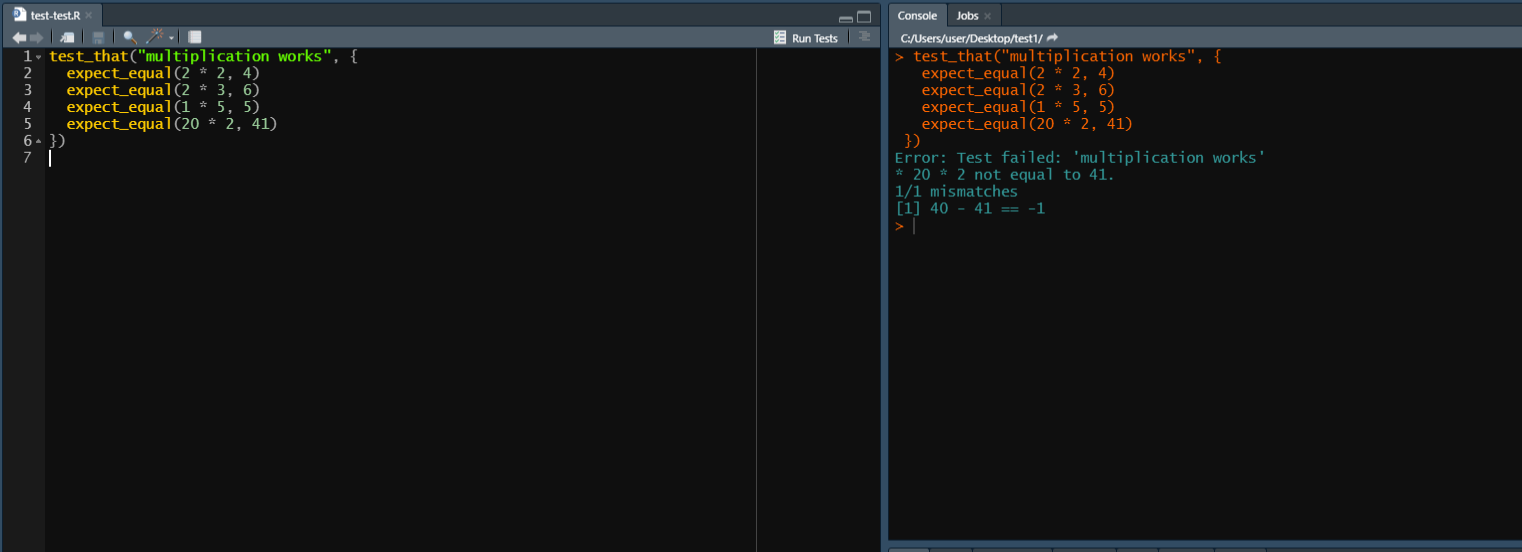 test-test.R
Run Tests
1 test_that("multiplication works", {
2 expect_equal(2 * 2, 4)
3 expect_equal(2 * 3, 6)
4 expect_equal(1 * 5, 5)
5 expect_equal(20 * 2, 41)
6 })
7
Console Jobs
C:/Users/user/Desktop/test1/
> test_that("multiplication works", {
expect_equal(2 * 2, 4)
expect_equal(2 * 3, 6)
expect_equal(1 * 5, 5)
expect_equal(20 * 2, 41)
})
Error: Test failed: 'multiplication works'
* 20 * 2 not equal to 41.
1/1 mismatches
[1] 40 - 41 == -1
>